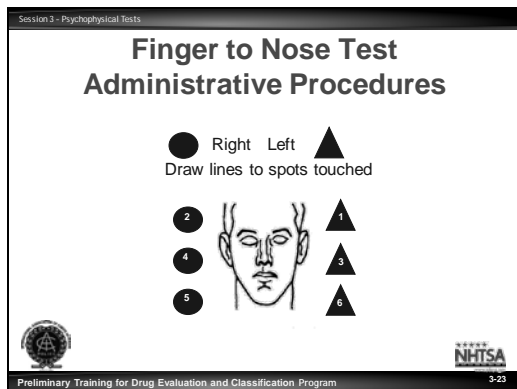 Session 3 - Psychophysical Tests
Finger to Nose Test
Administrative Procedures
Right Left
Draw lines to spots touched
2 1
4 3
5 6
NHTSA
Preliminary Training for Drug Evaluation and Classification Program
3-23